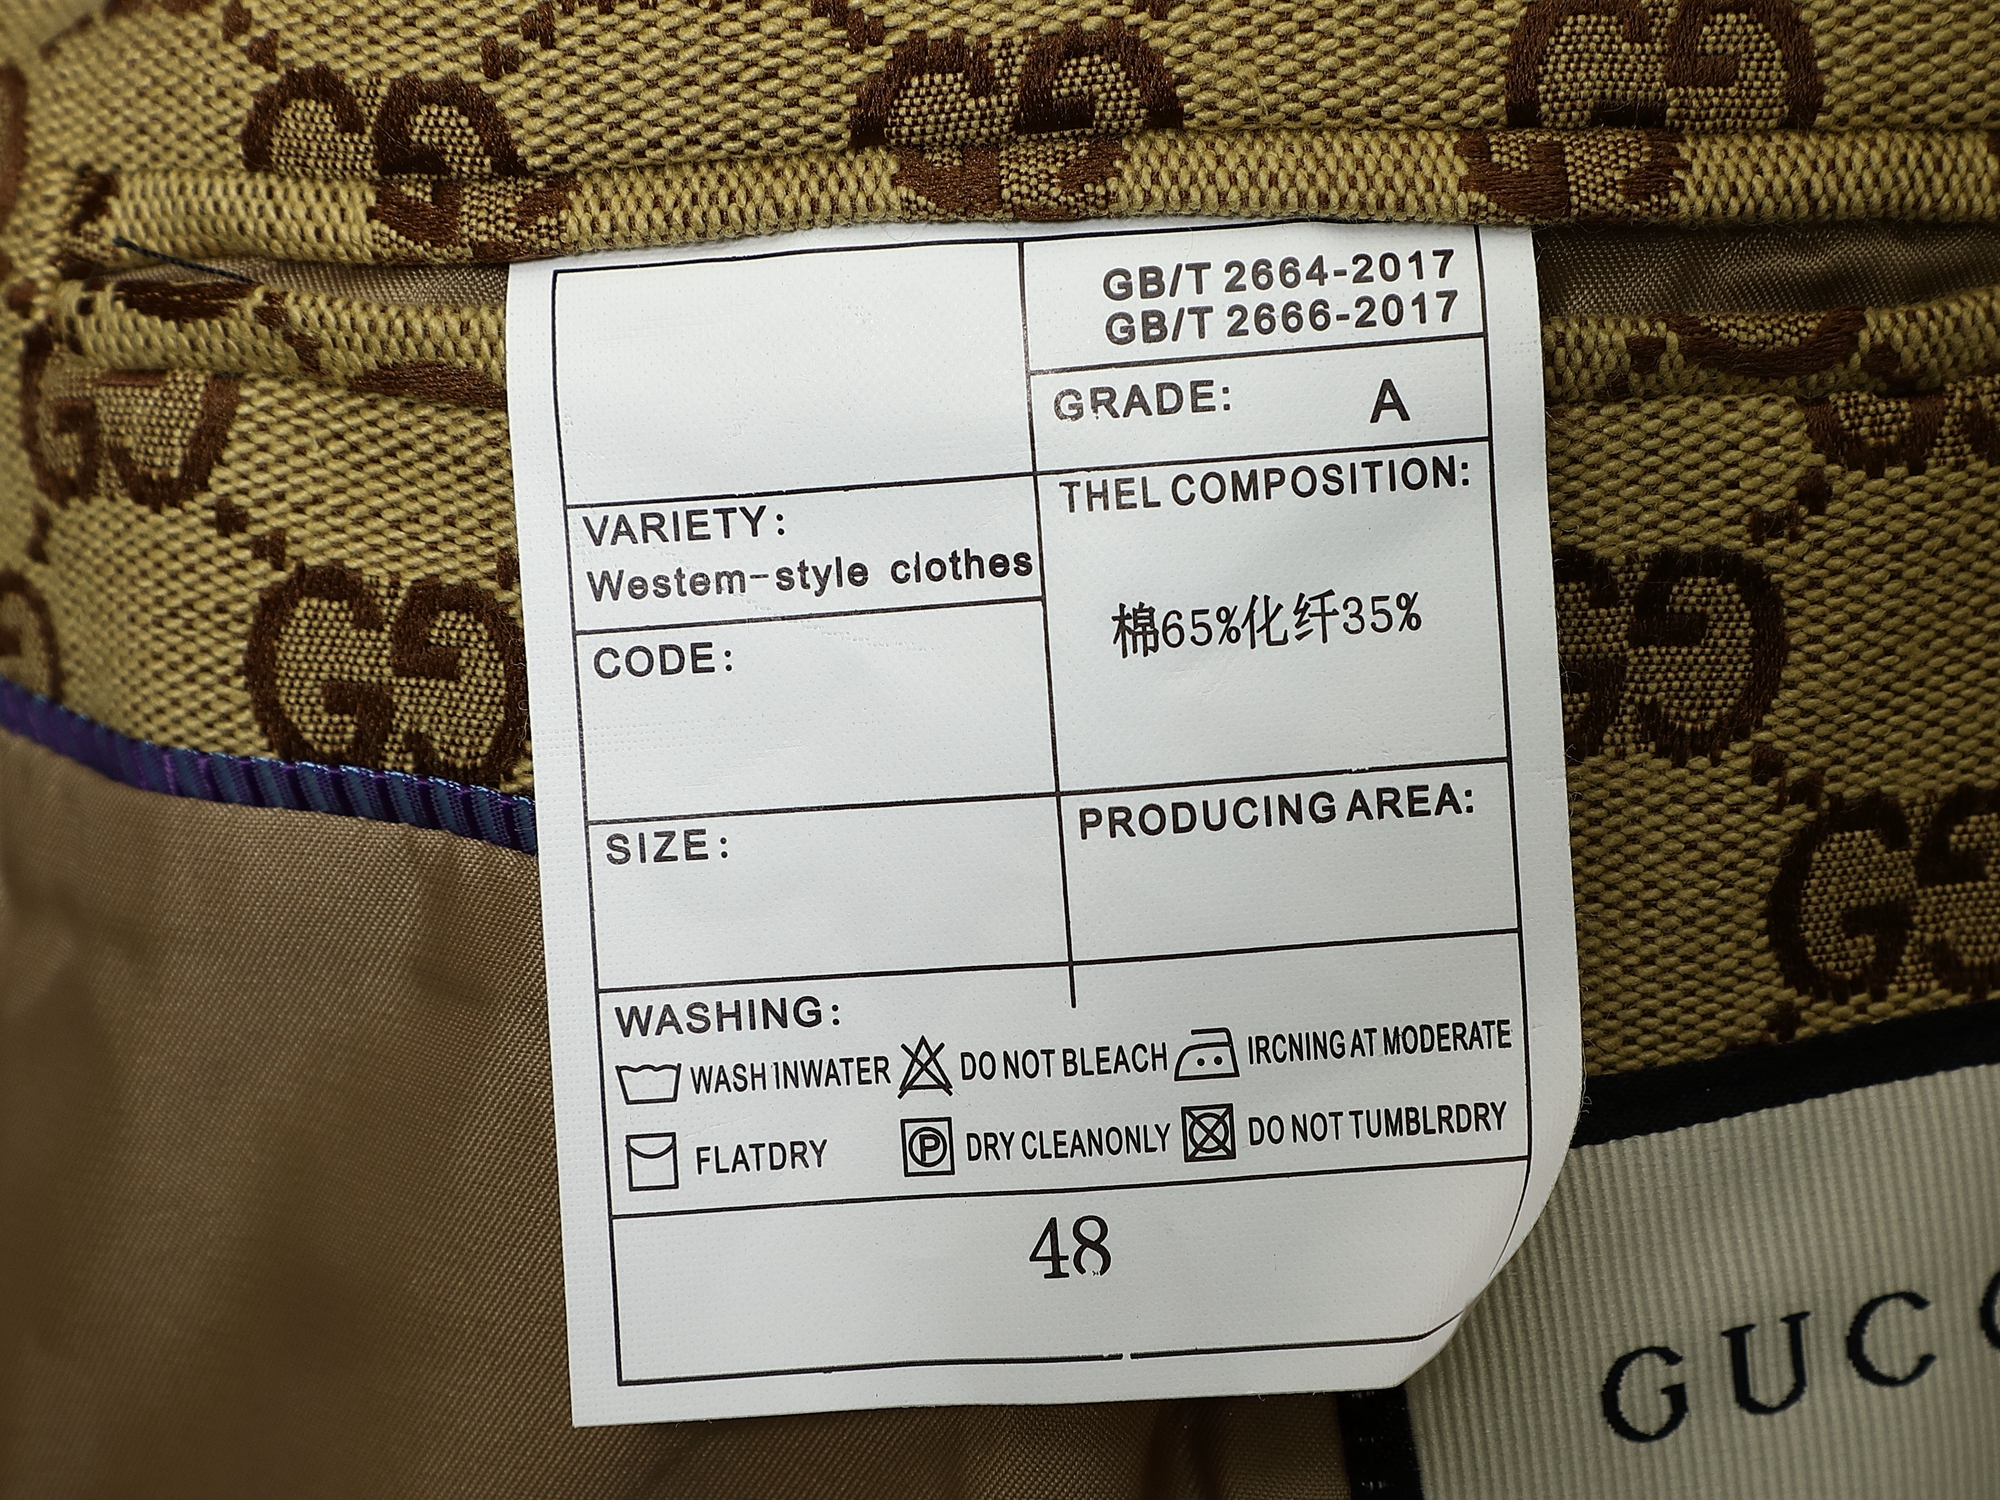 GB/T 2664-2017
GB/T 2666-2017
GRADE: A
THEL COMPOSITION:
棉65%化纤35%
VARIETY:
Westem-style clothes
CODE:
SIZE:
PRODUCING AREA:
WASHING:
WASH INWATER DO NOT BLEACH IRCNING AT MODERATE
FLATDRY P DRY CLEANONLY DO NOT TUMBLRDRY
48
GUCC